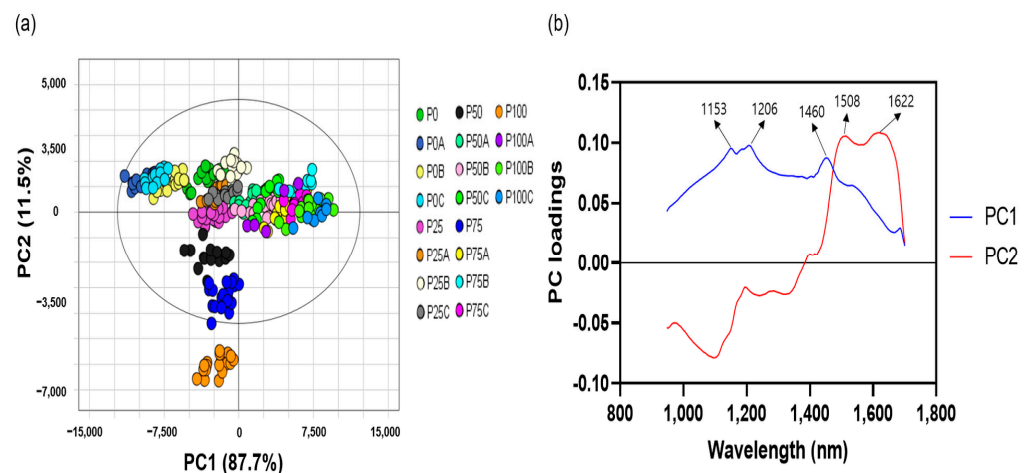 (a)
PC2 (11.5%)
5,000
3,500
0
−3,500
−7,000
−15,000 −7,500 0 7,500 15,000
PC1 (87.7%)
P0 P50 P100
P0A P50A P100A
P0B P50B P100B
P0C P50C P100C
P25 P75
P25A P75A
P25B P75B
P25C P75C
(b)
PC loadings
0.15
0.10
0.05
0.00
-0.05
-0.10
1153 1206 1460 1508 1622
800 1,000 1,200 1,400 1,600 1,800
Wavelength (nm)
PC1
PC2